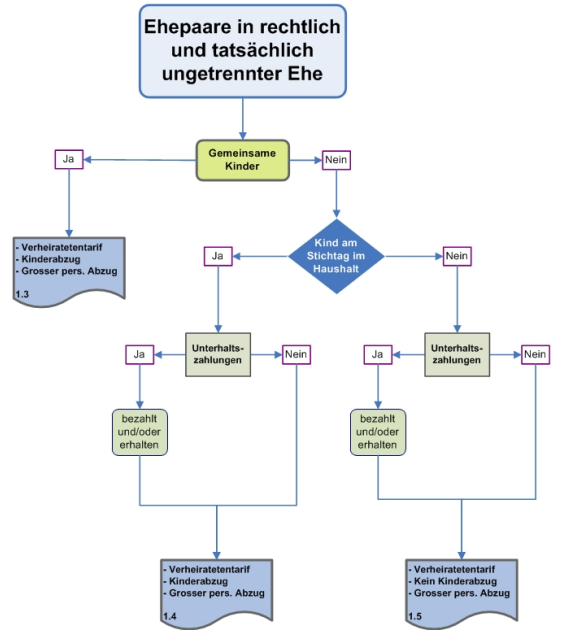 Ehepaare in rechtlich
und tatsächlich
ungetrennter Ehe
Ja
Gemeinsame
Kinder
Nein
- Verheiratetentarif
- Kinderabzug
- Grosser pers. Abzug
1.3
Kind am
Stichtag im
Haushalt
Ja
Nein
Ja
Unterhalts-
zahlungen
Nein
Ja
Unterhalts-
zahlungen
Nein
bezahlt
und/oder
erhalten
bezahlt
und/oder
erhalten
- Verheiratetentarif
- Kinderabzug
- Grosser pers. Abzug
1.4
- Verheiratetentarif
- Kein Kinderabzug
- Grosser pers. Abzug
1.5